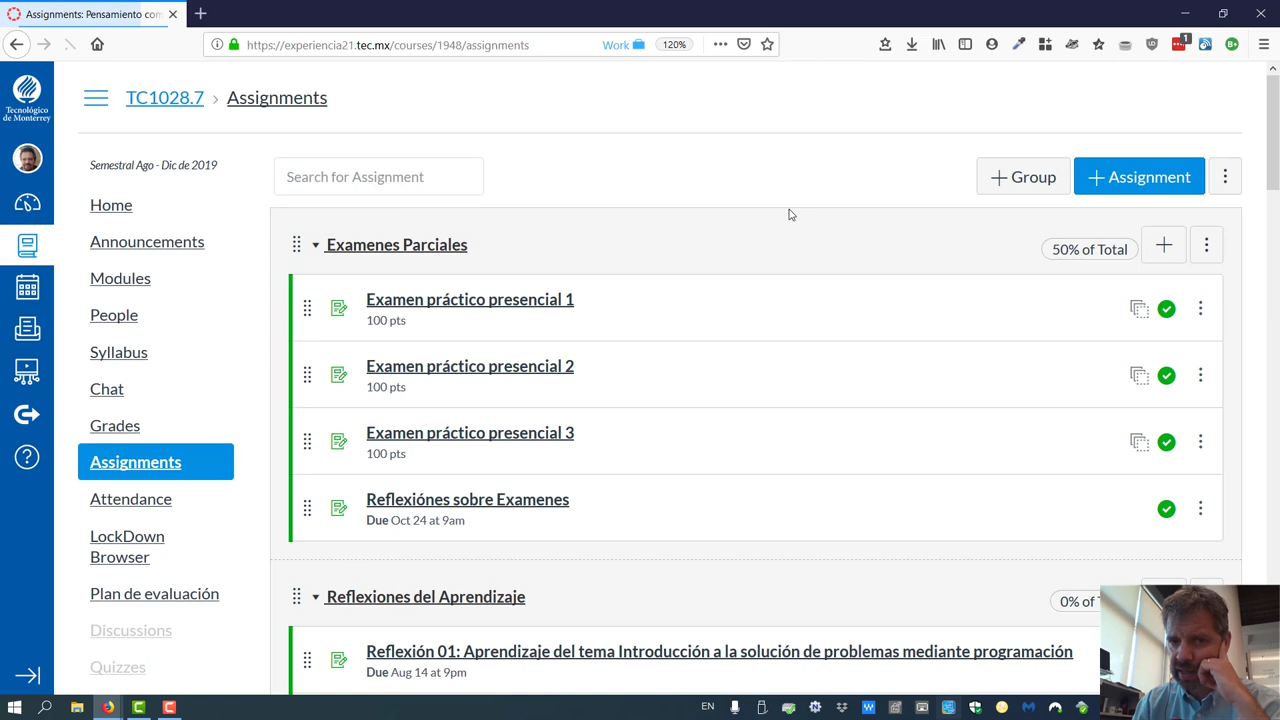 Assignments: Pensamiento com
https://experiencia21.tec.mx/courses/1948/assignments
Work
120%
1
Tecnológico
de Monterrey
TC1028.7 › Assignments
Semestral Ago - Dic de 2019
Home
Announcements
Modules
People
Syllabus
Chat
Grades
Assignments
Attendance
LockDown
Browser
Plan de evaluación
Discussions
Quizzes
Search for Assignment
+ Group
+ Assignment
Examenes Parciales
50% of Total
Examen práctico presencial 1
100 pts
Examen práctico presencial 2
100 pts
Examen práctico presencial 3
100 pts
Reflexiónes sobre Examenes
Due Oct 24 at 9am
Reflexiones del Aprendizaje
0% of
Reflexión 01: Aprendizaje del tema Introducción a la solución de problemas mediante programación
Due Aug 14 at 9pm
EN